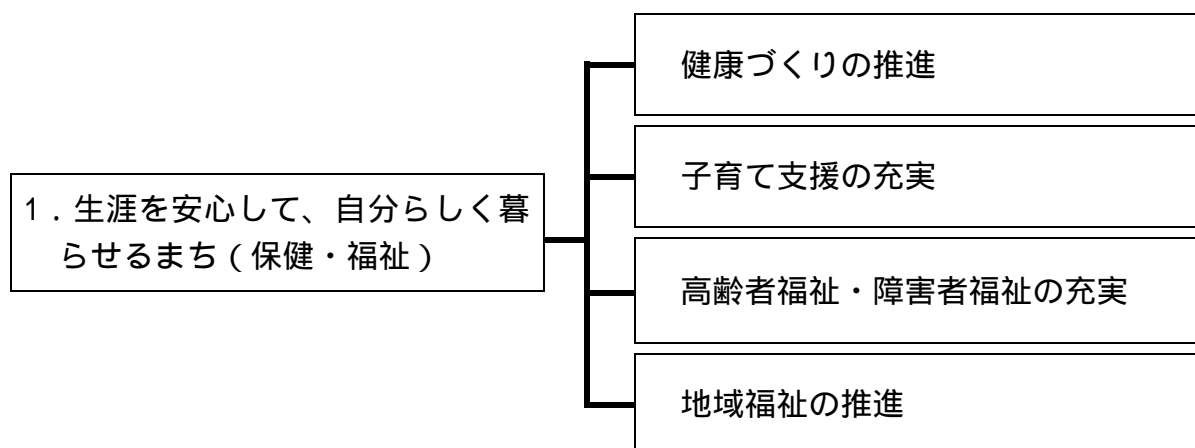 1．生涯を安心して、自分らしく暮
らせるまち（保健・福祉）
健康づくりの推進
子育て支援の充実
高齢者福祉・障害者福祉の充実
地域福祉の推進